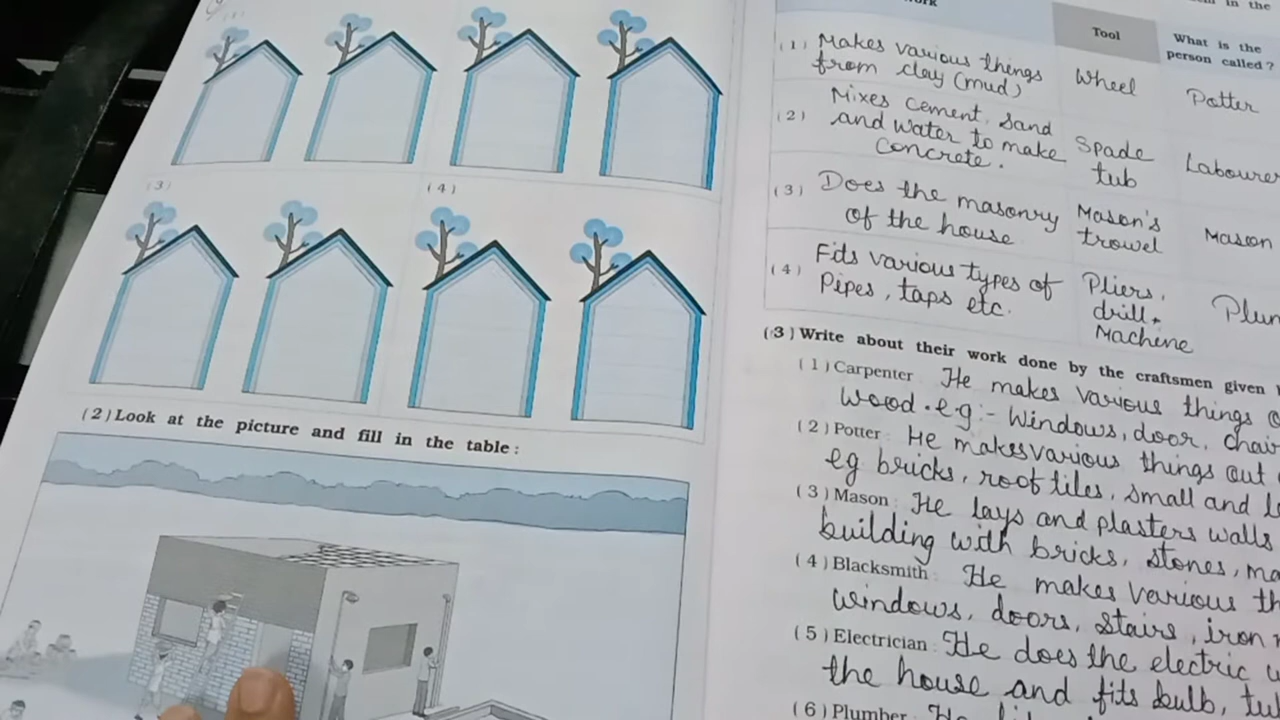 (3)
(4)
(2) Look at the picture and fill in the table :
in the
Tool
What is the
person called ?
(1) Makes various things
from clay (mud)
Wheel
Potter
(2) Mixes cement, sand
and water to make
concrete.
Spade
tub
(3) Does the masonry
of the house
Mason's
trowel
Mason
(4) Fits various types of
Pipes, taps etc.
Pliers,
drill
Machine
(3) Write about their work done by the craftsmen given
(1) Carpenter He makes various things
wood. e.g:- Windows, door, chair
(2) Potter : He makes various things out
eg bricks, roof tiles, small and
(3) Mason : He lays and plasters walls
building with bricks, stones,
(4) Blacksmith : He makes various
windows, doors, stairs, iron
(5) Electrician : He does the electric
the house and fits bulb,
(6) Plumber : He